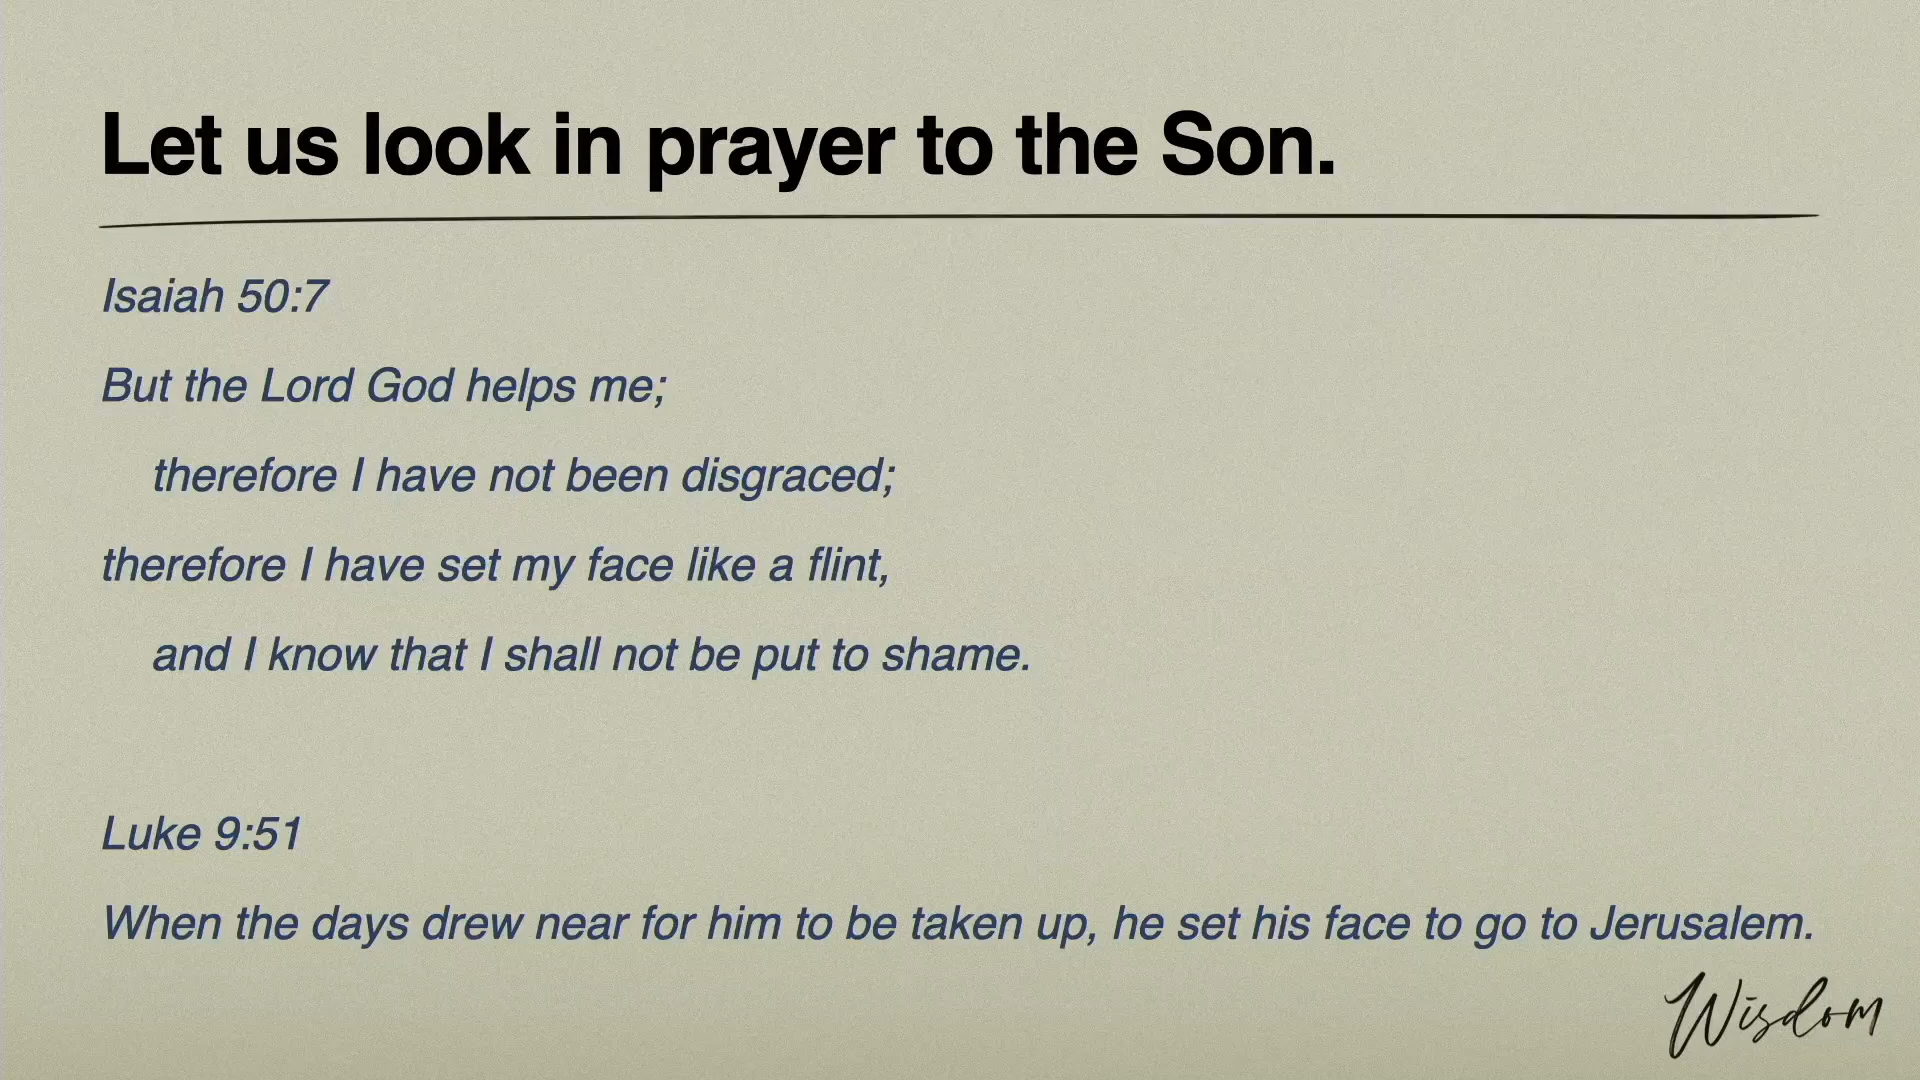 Let us look in prayer to the Son.
Isaiah 50:7
But the Lord God helps me;
therefore I have not been disgraced;
therefore I have set my face like a flint,
and I know that I shall not be put to shame.
Luke 9:51
When the days drew near for him to be taken up, he set his face to go to Jerusalem.
Wisdom